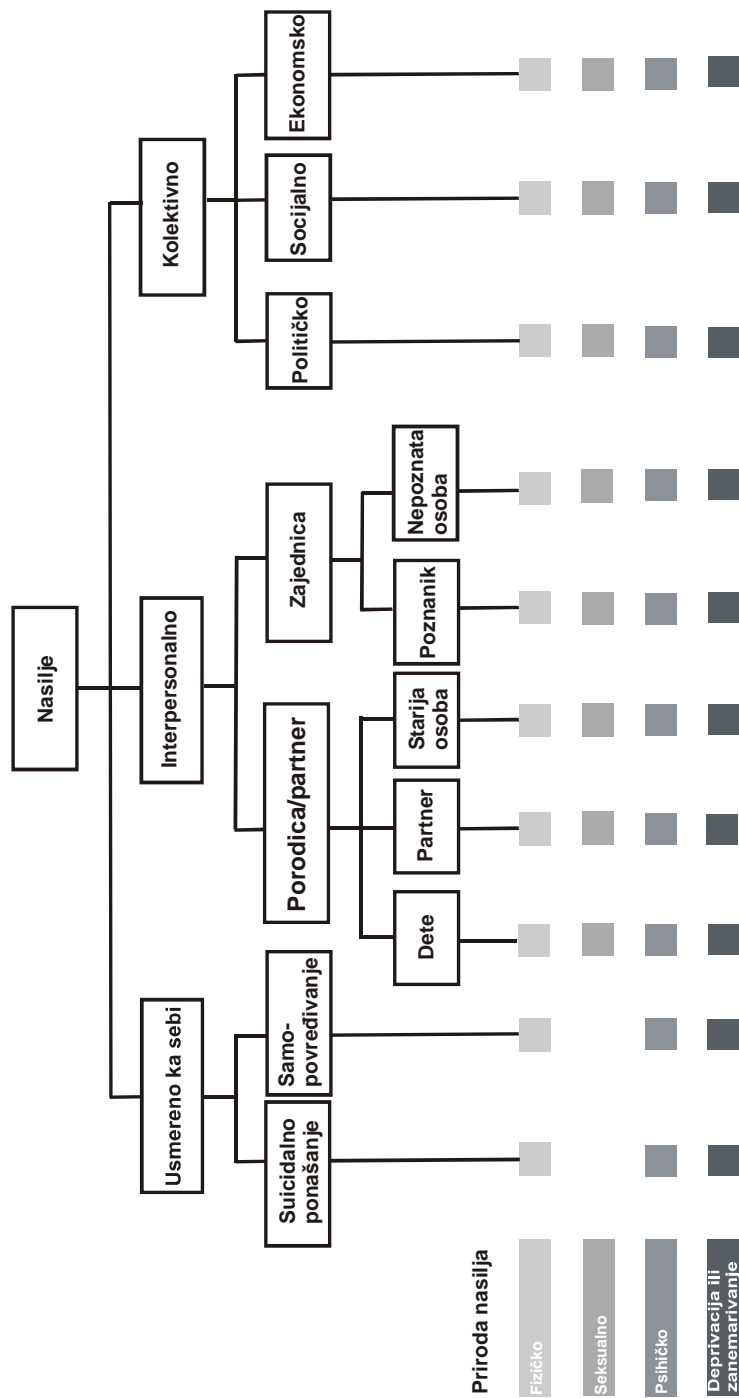 Nasilje
Usmereno ka sebi
Interpersonalno
Kolektivno
Suicidalno
ponašanje
Samo-
povređivanje
Porodica/partner
Zajednica
Političko
Socijalno
Ekonomsko
Dete
Partner
Starija
osoba
Poznanik
Nepoznata
osoba
Priroda nasilja
Fizičko
Seksualno
Psihičko
Deprivacija ili
zanemarivanje